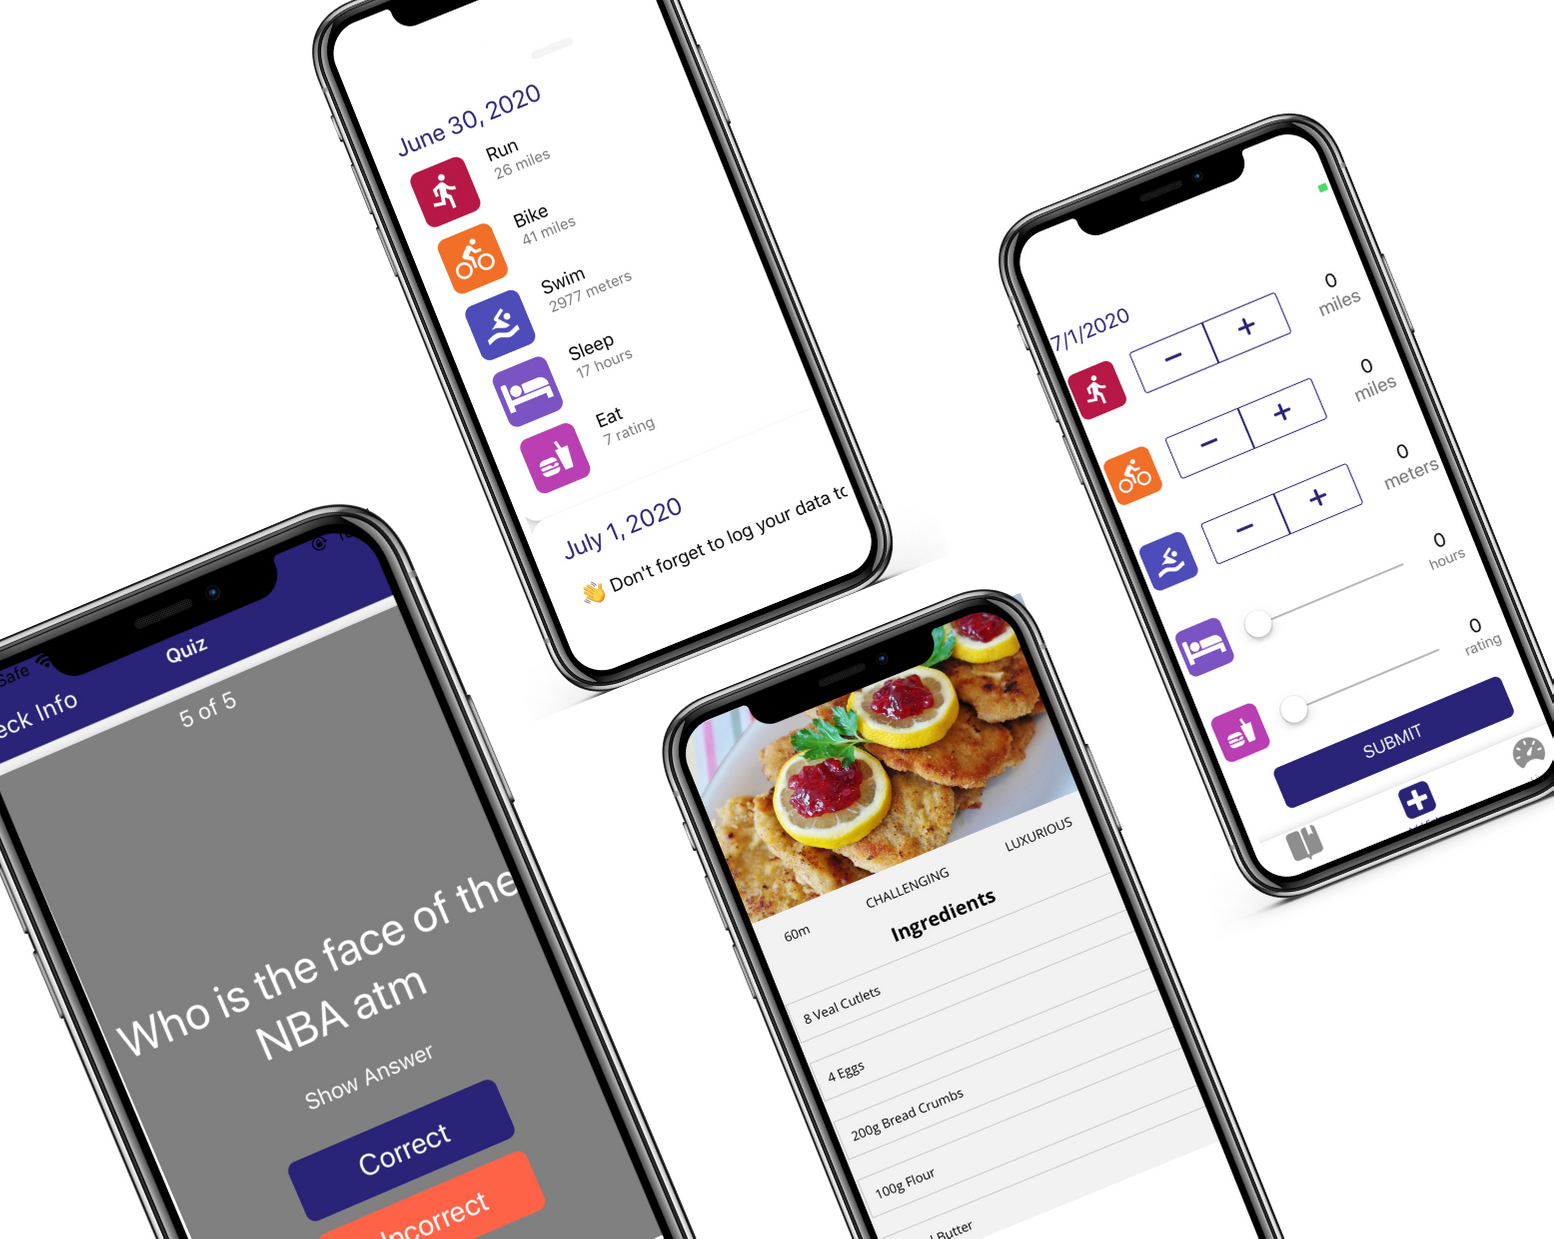 June 30, 2020
Run
26 miles
Bike
41 miles
Swim
2977 meters
Sleep
17 hours
Eat
7 rating
July 1, 2020
👋 Don't forget to log your data
7/1/2020
− + 0
miles
− + 0
miles
− + 0
meters
0
hours
0
rating
SUBMIT
Safe
Info
Quiz
5 of 5
Who is the face of the
NBA atm
Show Answer
Correct
Incorrect
60m CHALLENGING LUXURIOUS
Ingredients
8 Veal Cutlets
4 Eggs
200g Bread Crumbs
100g Flour
Butter